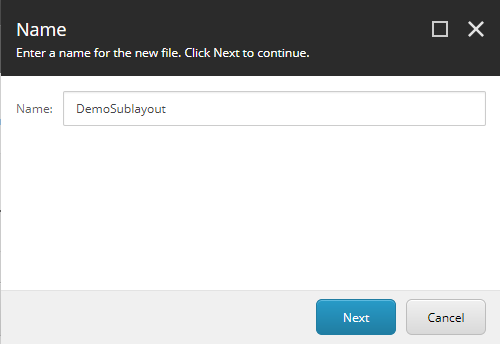 Name
Enter a name for the new file. Click Next to continue.
Name: DemoSublayout
Next Cancel